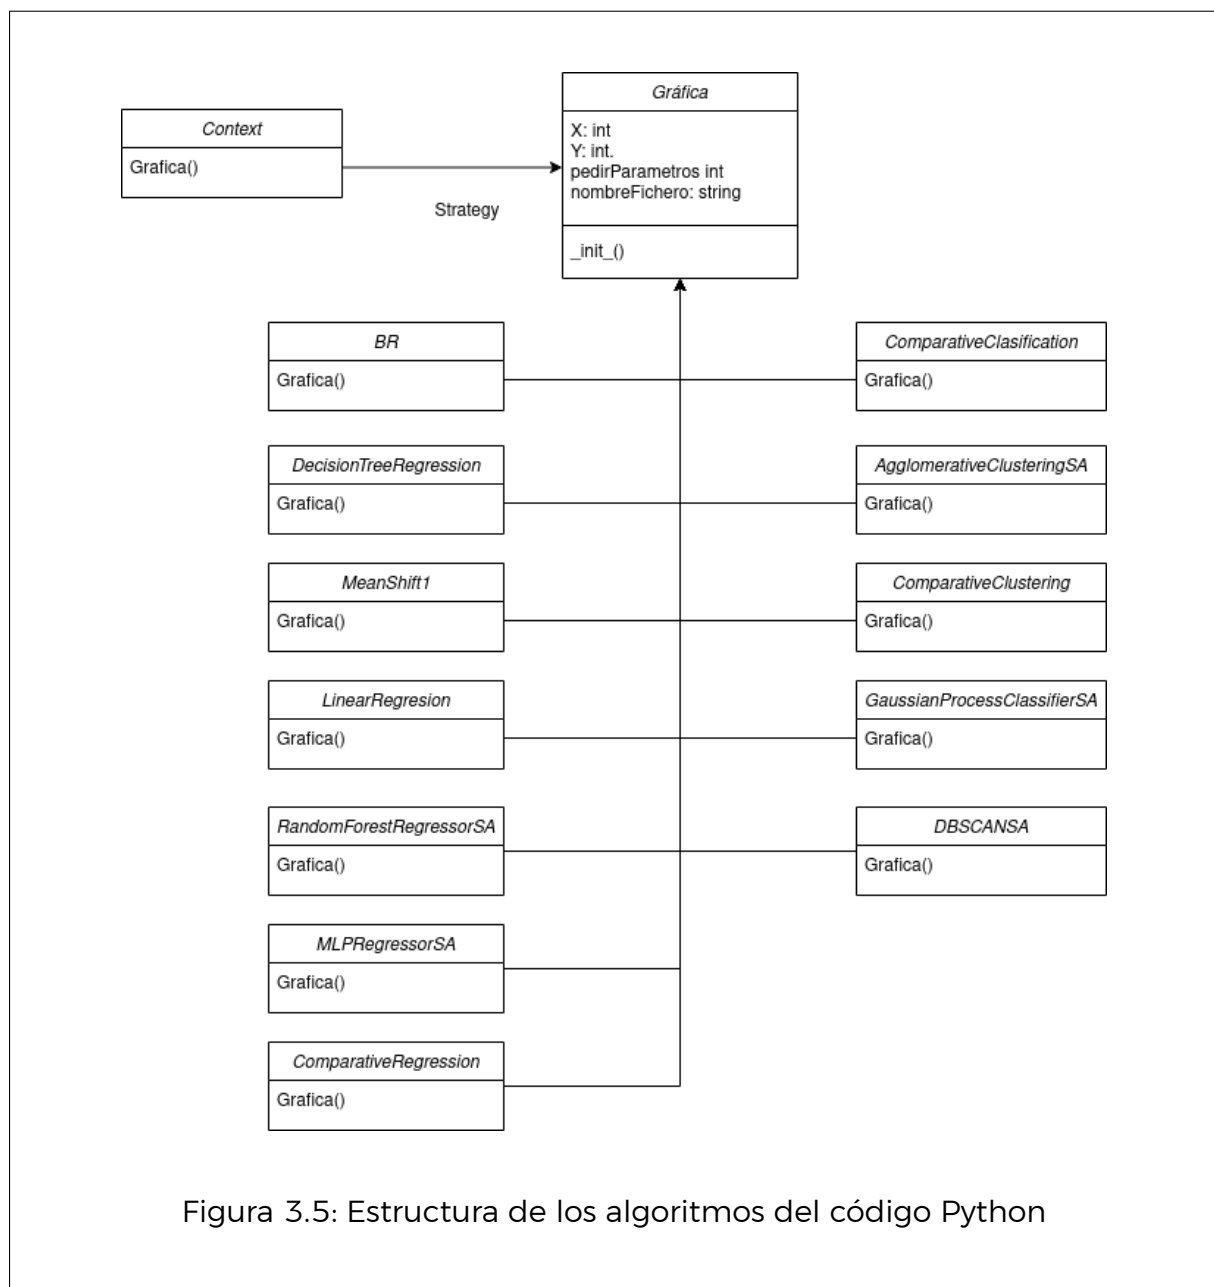 Context
Grafica()
Strategy
Gráfica
X: int
Y: int.
pedirParametros int
nombreFichero: string
_init_()
BR
Grafica()
ComparativeClasification
Grafica()
DecisionTreeRegression
Grafica()
AgglomerativeClusteringSA
Grafica()
MeanShift1
Grafica()
ComparativeClustering
Grafica()
LinearRegresion
Grafica()
GaussianProcessClassifierSA
Grafica()
RandomForestRegressorSA
Grafica()
DBSCANSA
Grafica()
MLPRegressorSA
Grafica()
ComparativeRegression
Grafica()
Figura 3.5: Estructura de los algoritmos del código Python